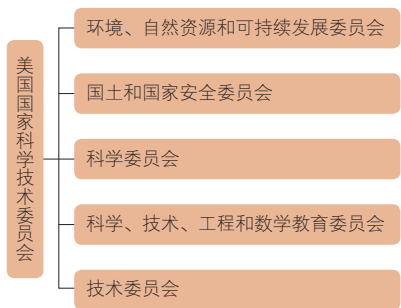 美国国家科学技术委员会
环境、自然资源和可持续发展委员会
国土和国家安全委员会
科学委员会
科学、技术、工程和数学教育委员会
技术委员会